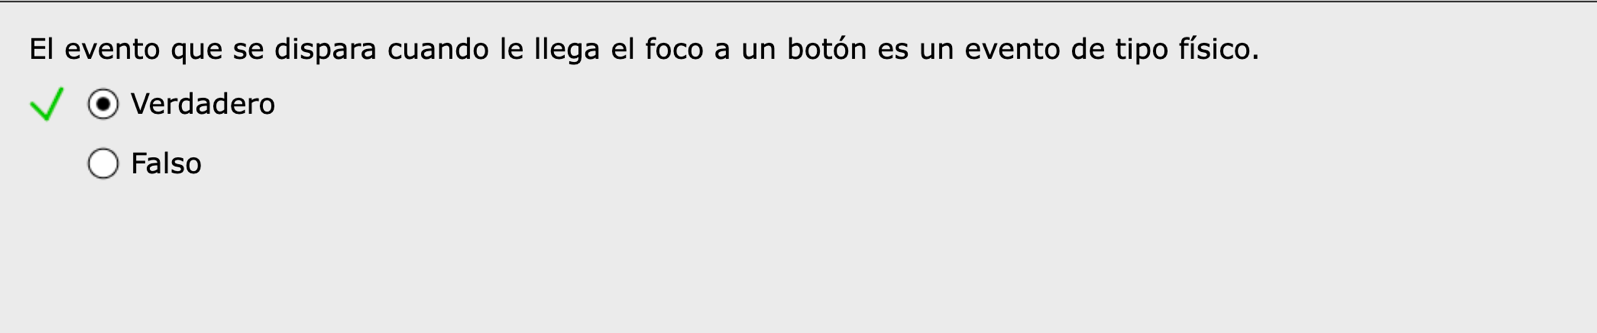 El evento que se dispara cuando le llega el foco a un botón es un evento de tipo físico.
Verdadero
Falso